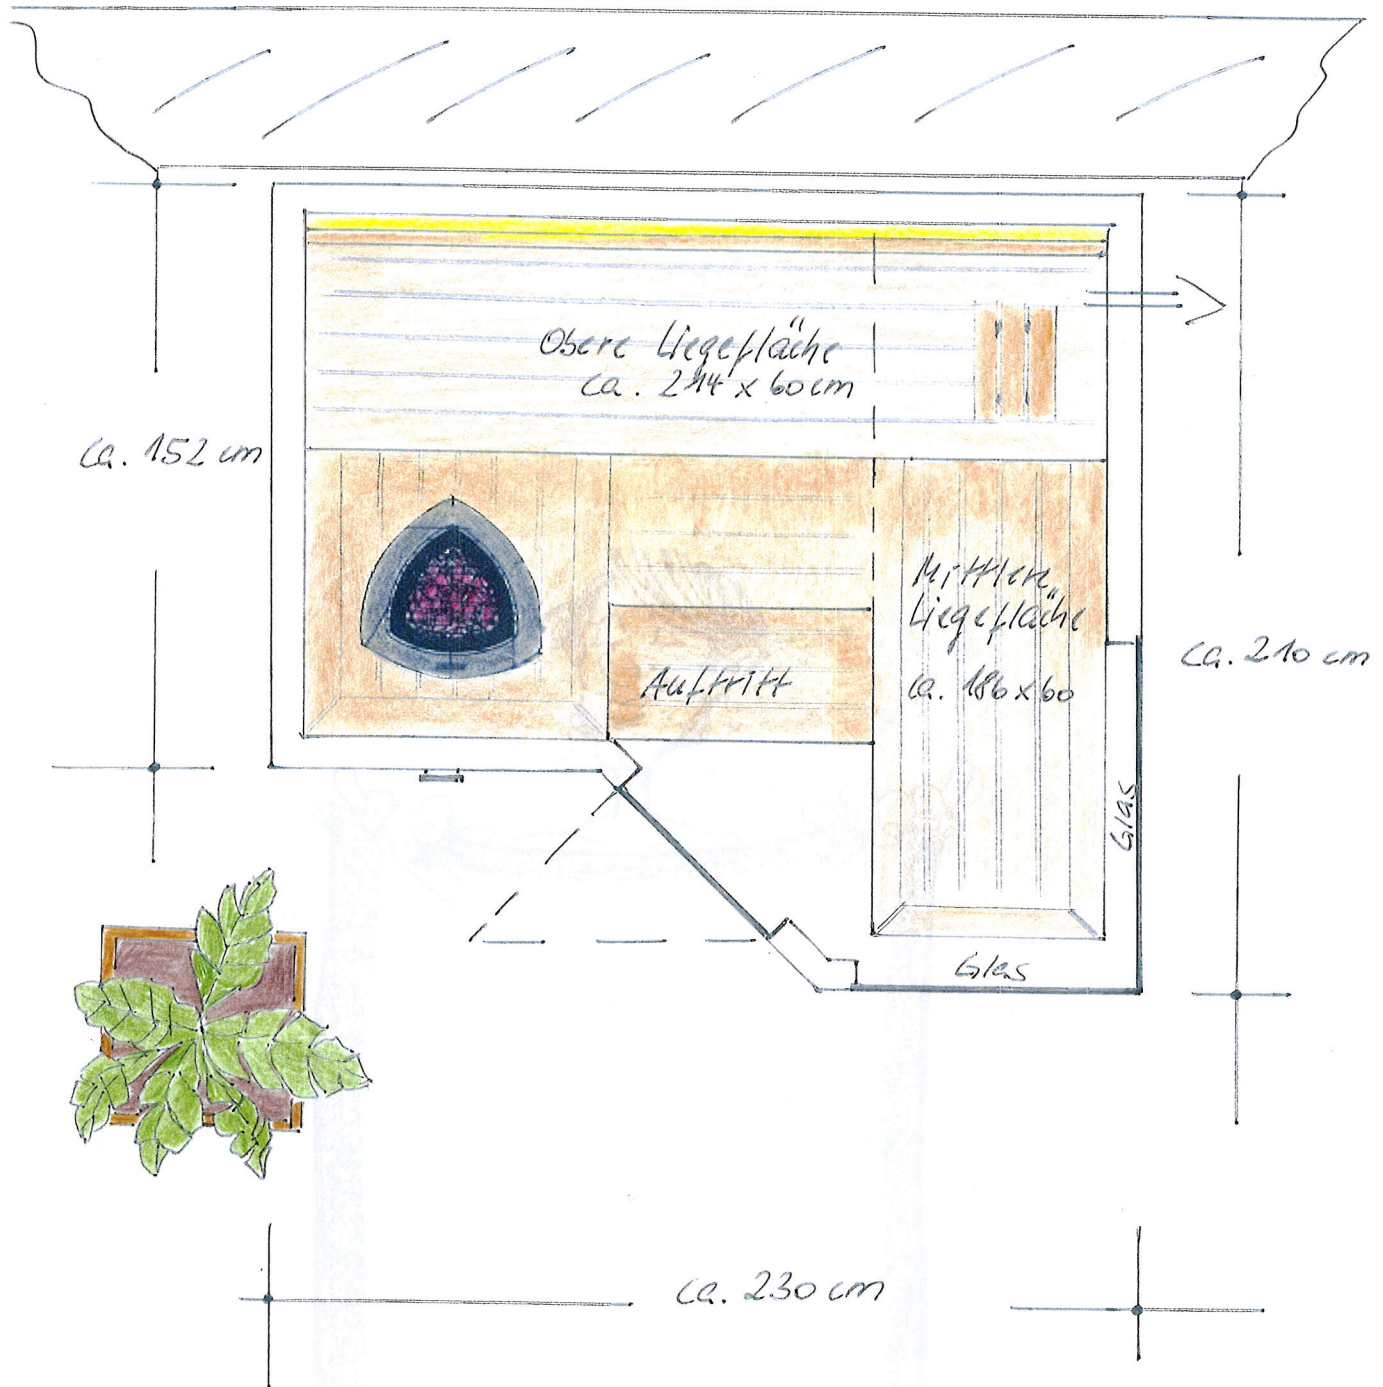 Obere Liegefläche
ca. 214 x 60 cm
ca. 152 cm
Mittlere
Liegefläche
ca. 186 x 60
Auftritt
ca. 210 cm
Glas
Glas
ca. 230 cm